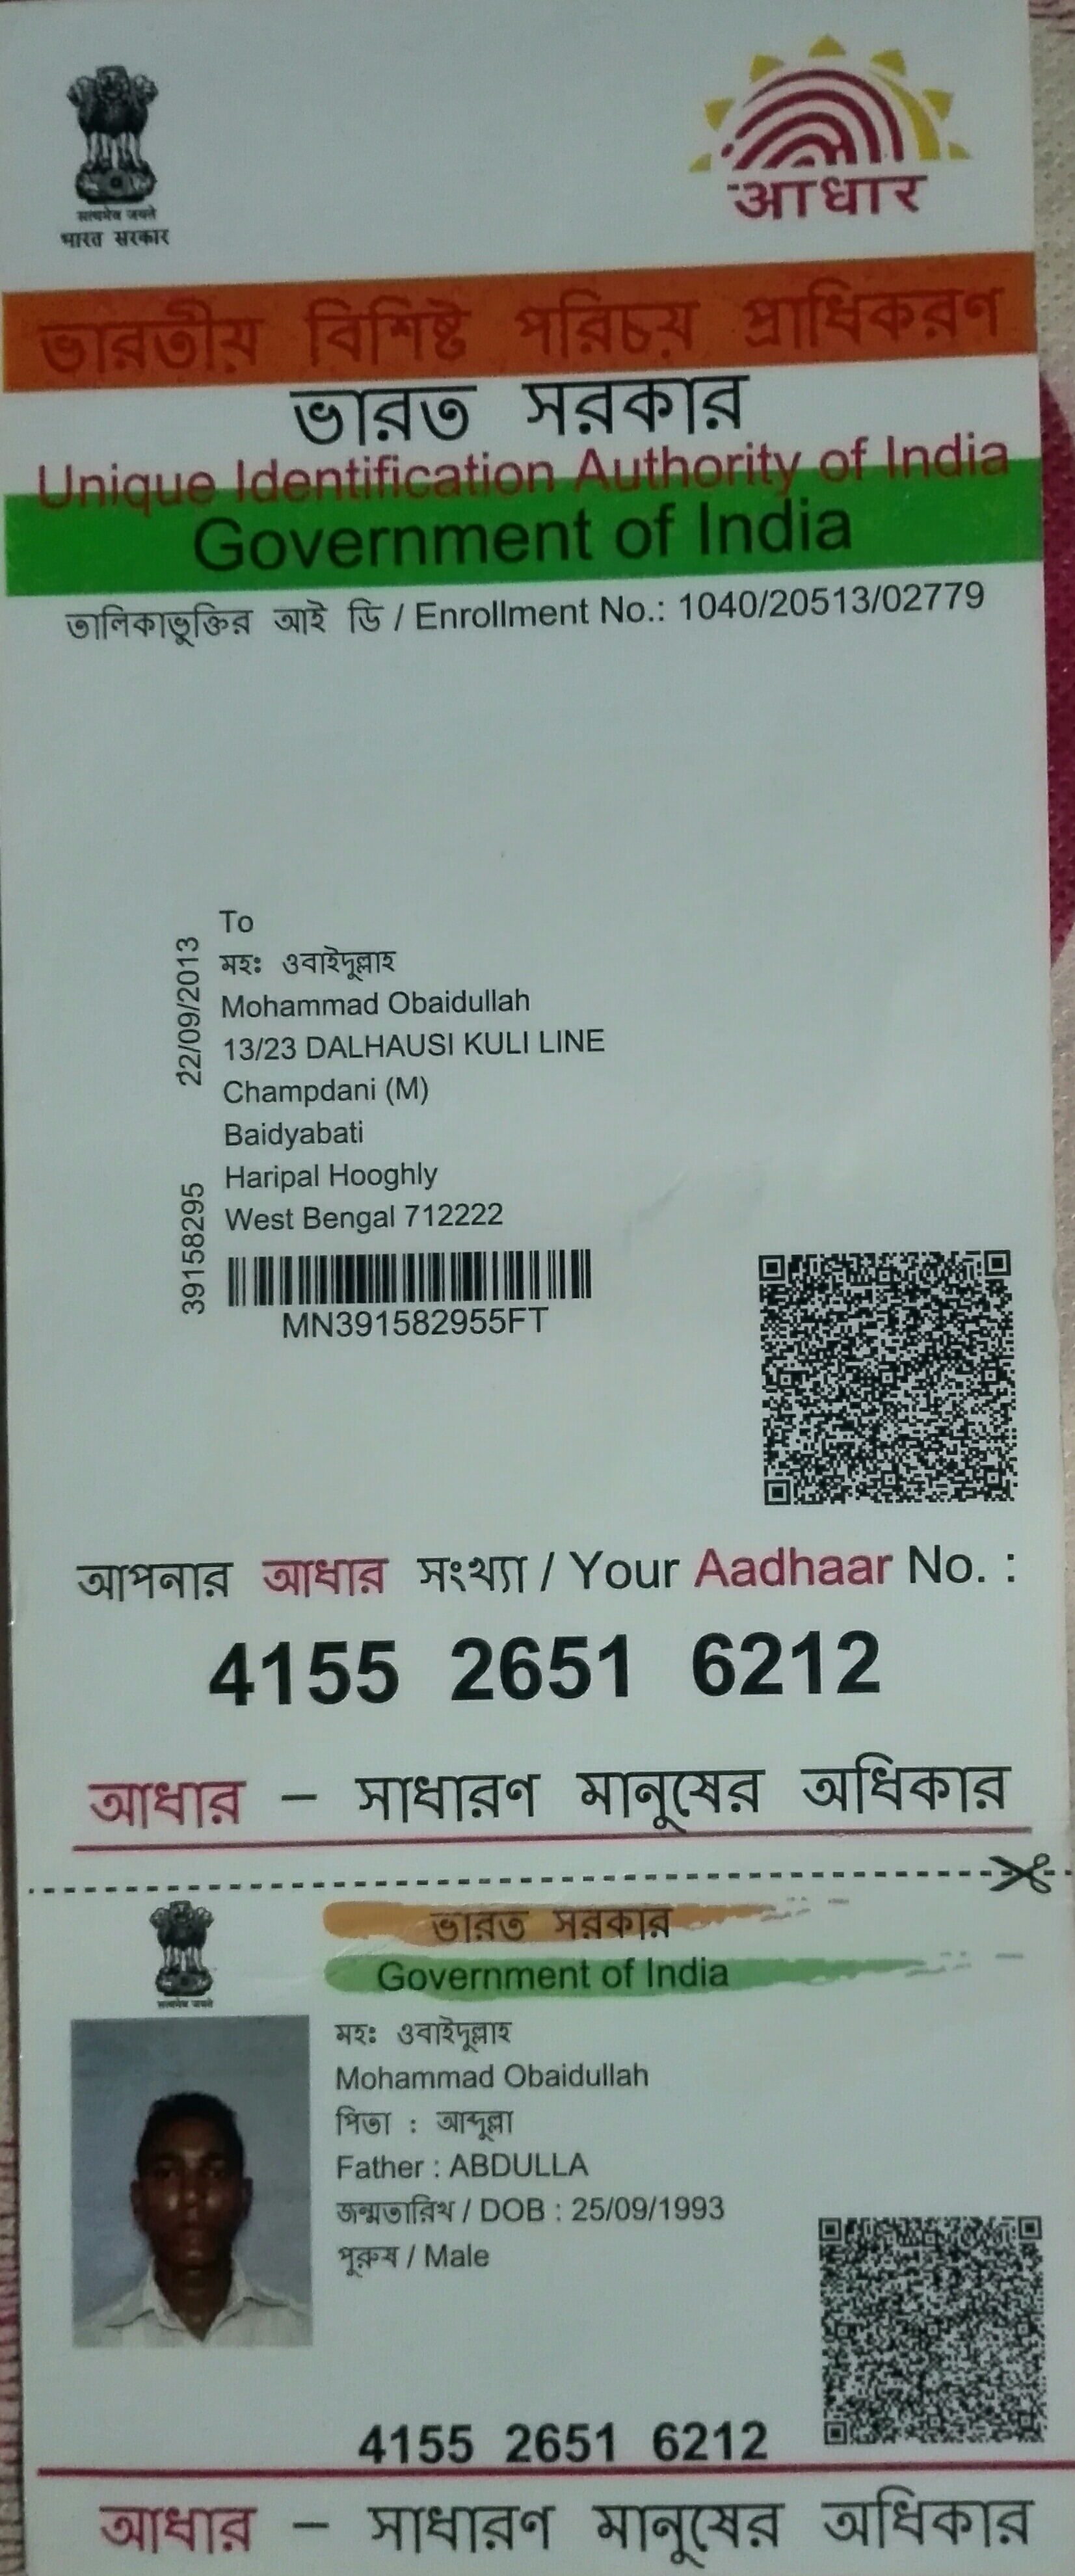 सत्यमेव जयते
भारत सरकार
आधार
ভারতীয় বিশিষ্ট পরিচয় প্রাধিকরণ
ভারত সরকার
Unique Identification Authority of India
Government of India
তালিকাভুক্তির আই ডি / Enrollment No.: 1040/20513/02779
22/09/2013
39158295
To
মহঃ ওবাইদুল্লাহ
Mohammad Obaidullah
13/23 DALHAUSI KULI LINE
Champdani (M)
Baidyabati
Haripal Hooghly
West Bengal 712222
MN391582955FT
আপনার আধার সংখ্যা / Your Aadhaar No. :
4155 2651 6212
আধার – সাধারণ মানুষের অধিকার
ভারত সরকার
Government of India
सत्यमेव जयते
মহঃ ওবাইদুল্লাহ
Mohammad Obaidullah
পিতা : আব্দুল্লা
Father : ABDULLA
জন্মতারিখ / DOB : 25/09/1993
পুরুষ / Male
4155 2651 6212
আধার – সাধারণ মানুষের অধিকার